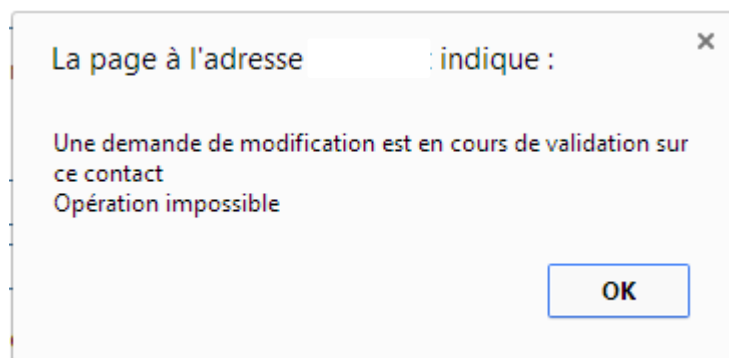 La page à l'adresse : indique :
Une demande de modification est en cours de validation sur
ce contact
Opération impossible
OK